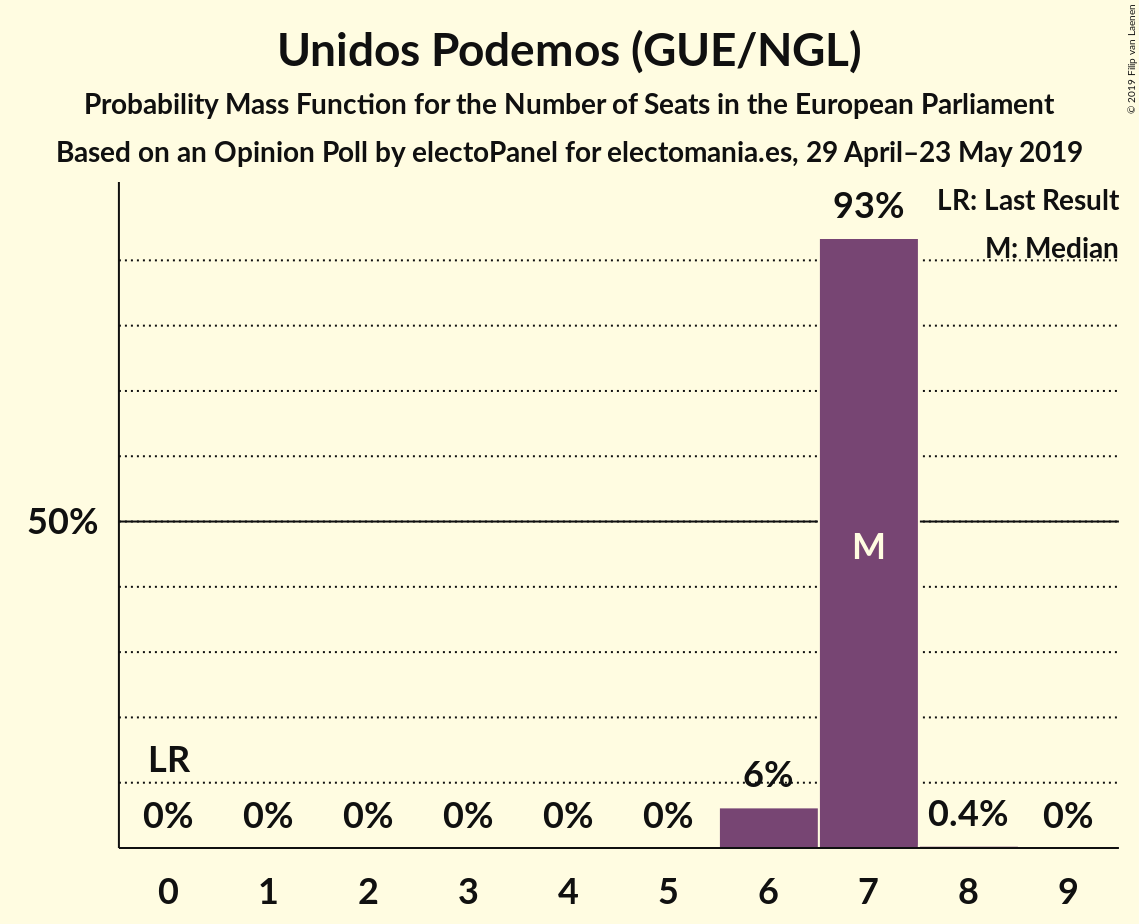 Unidos Podemos (GUE/NGL)
Probability Mass Function for the Number of Seats in the European Parliament
Based on an Opinion Poll by electoPanel for electomania.es, 29 April–23 May 2019
© 2019 Filip van Laenen
LR: Last Result
M: Median
93%
50%
M
LR
6%
0% 0% 0% 0% 0% 0% 0.4% 0%
0 1 2 3 4 5 6 7 8 9